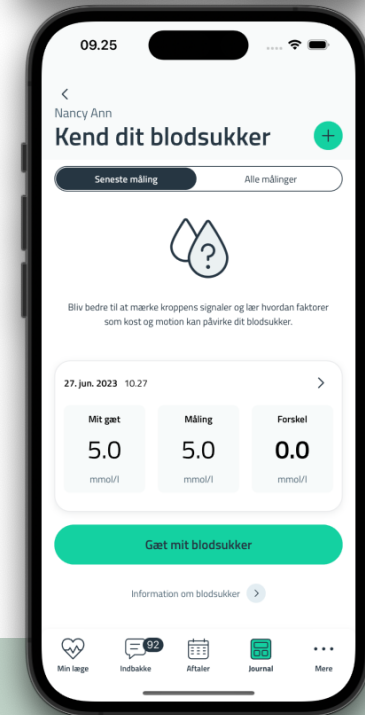 09.25
Nancy Ann
Kend dit blodsukker
Seneste måling
Alle målinger
?
Bliv bedre til at mærke kroppens signaler og lær hvordan faktorer
som kost og motion kan påvirke dit blodsukker.
27. jun. 2023 10.27
Mit gæt Måling Forskel
5.0 5.0 0.0
mmol/l mmol/l mmol/l
Gæt mit blodsukker
Information om blodsukker
92
Min læge Indbakke Aftaler Journal Mere